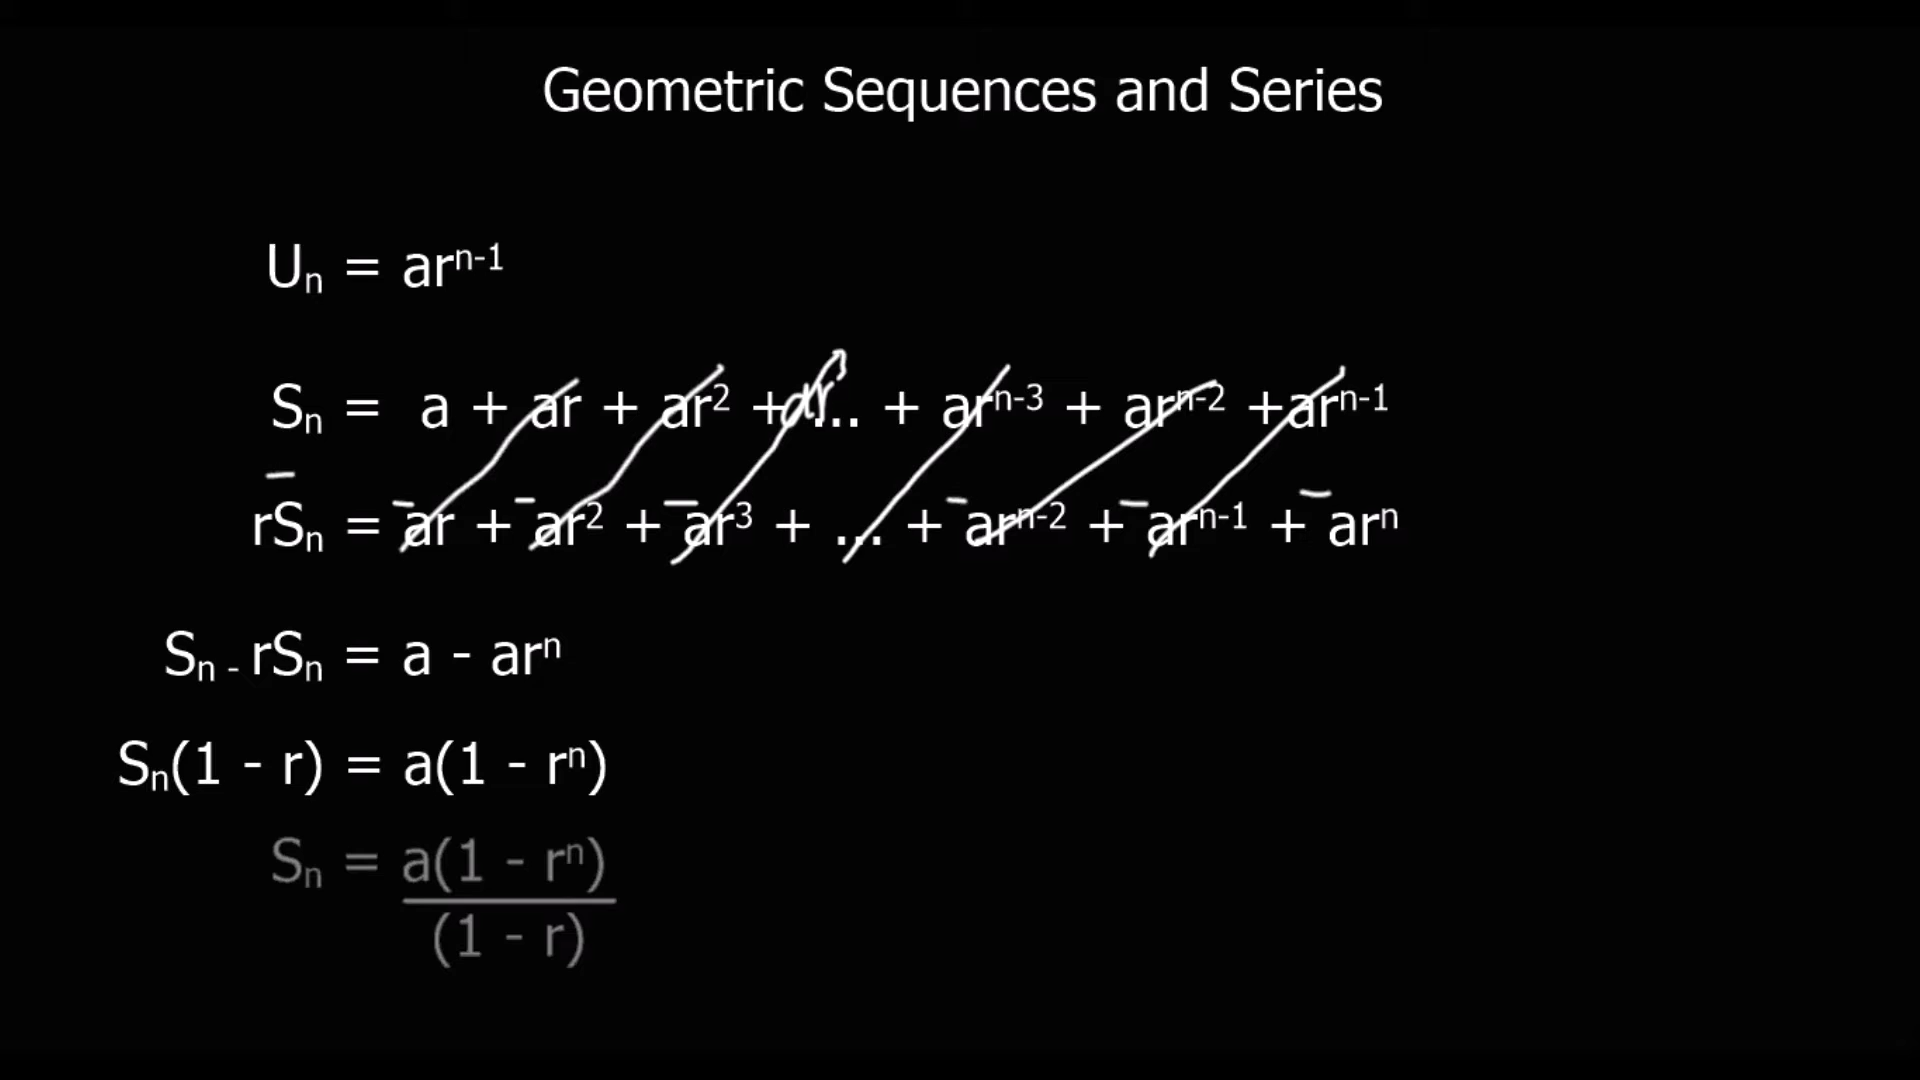 Geometric Sequences and Series
Uₙ = arⁿ⁻¹
Sₙ = a + ar + ar² + ar³ ... + arⁿ⁻³ + arⁿ⁻² +arⁿ⁻¹
‾
rSₙ = ‾ar + ‾ar² + ‾ar³ + ... + ‾arⁿ⁻² + ‾arⁿ⁻¹ + ‾arⁿ
Sₙ - rSₙ = a - arⁿ
Sₙ(1 - r) = a(1 - rⁿ)
Sₙ = a(1 - rⁿ)
(1 - r)